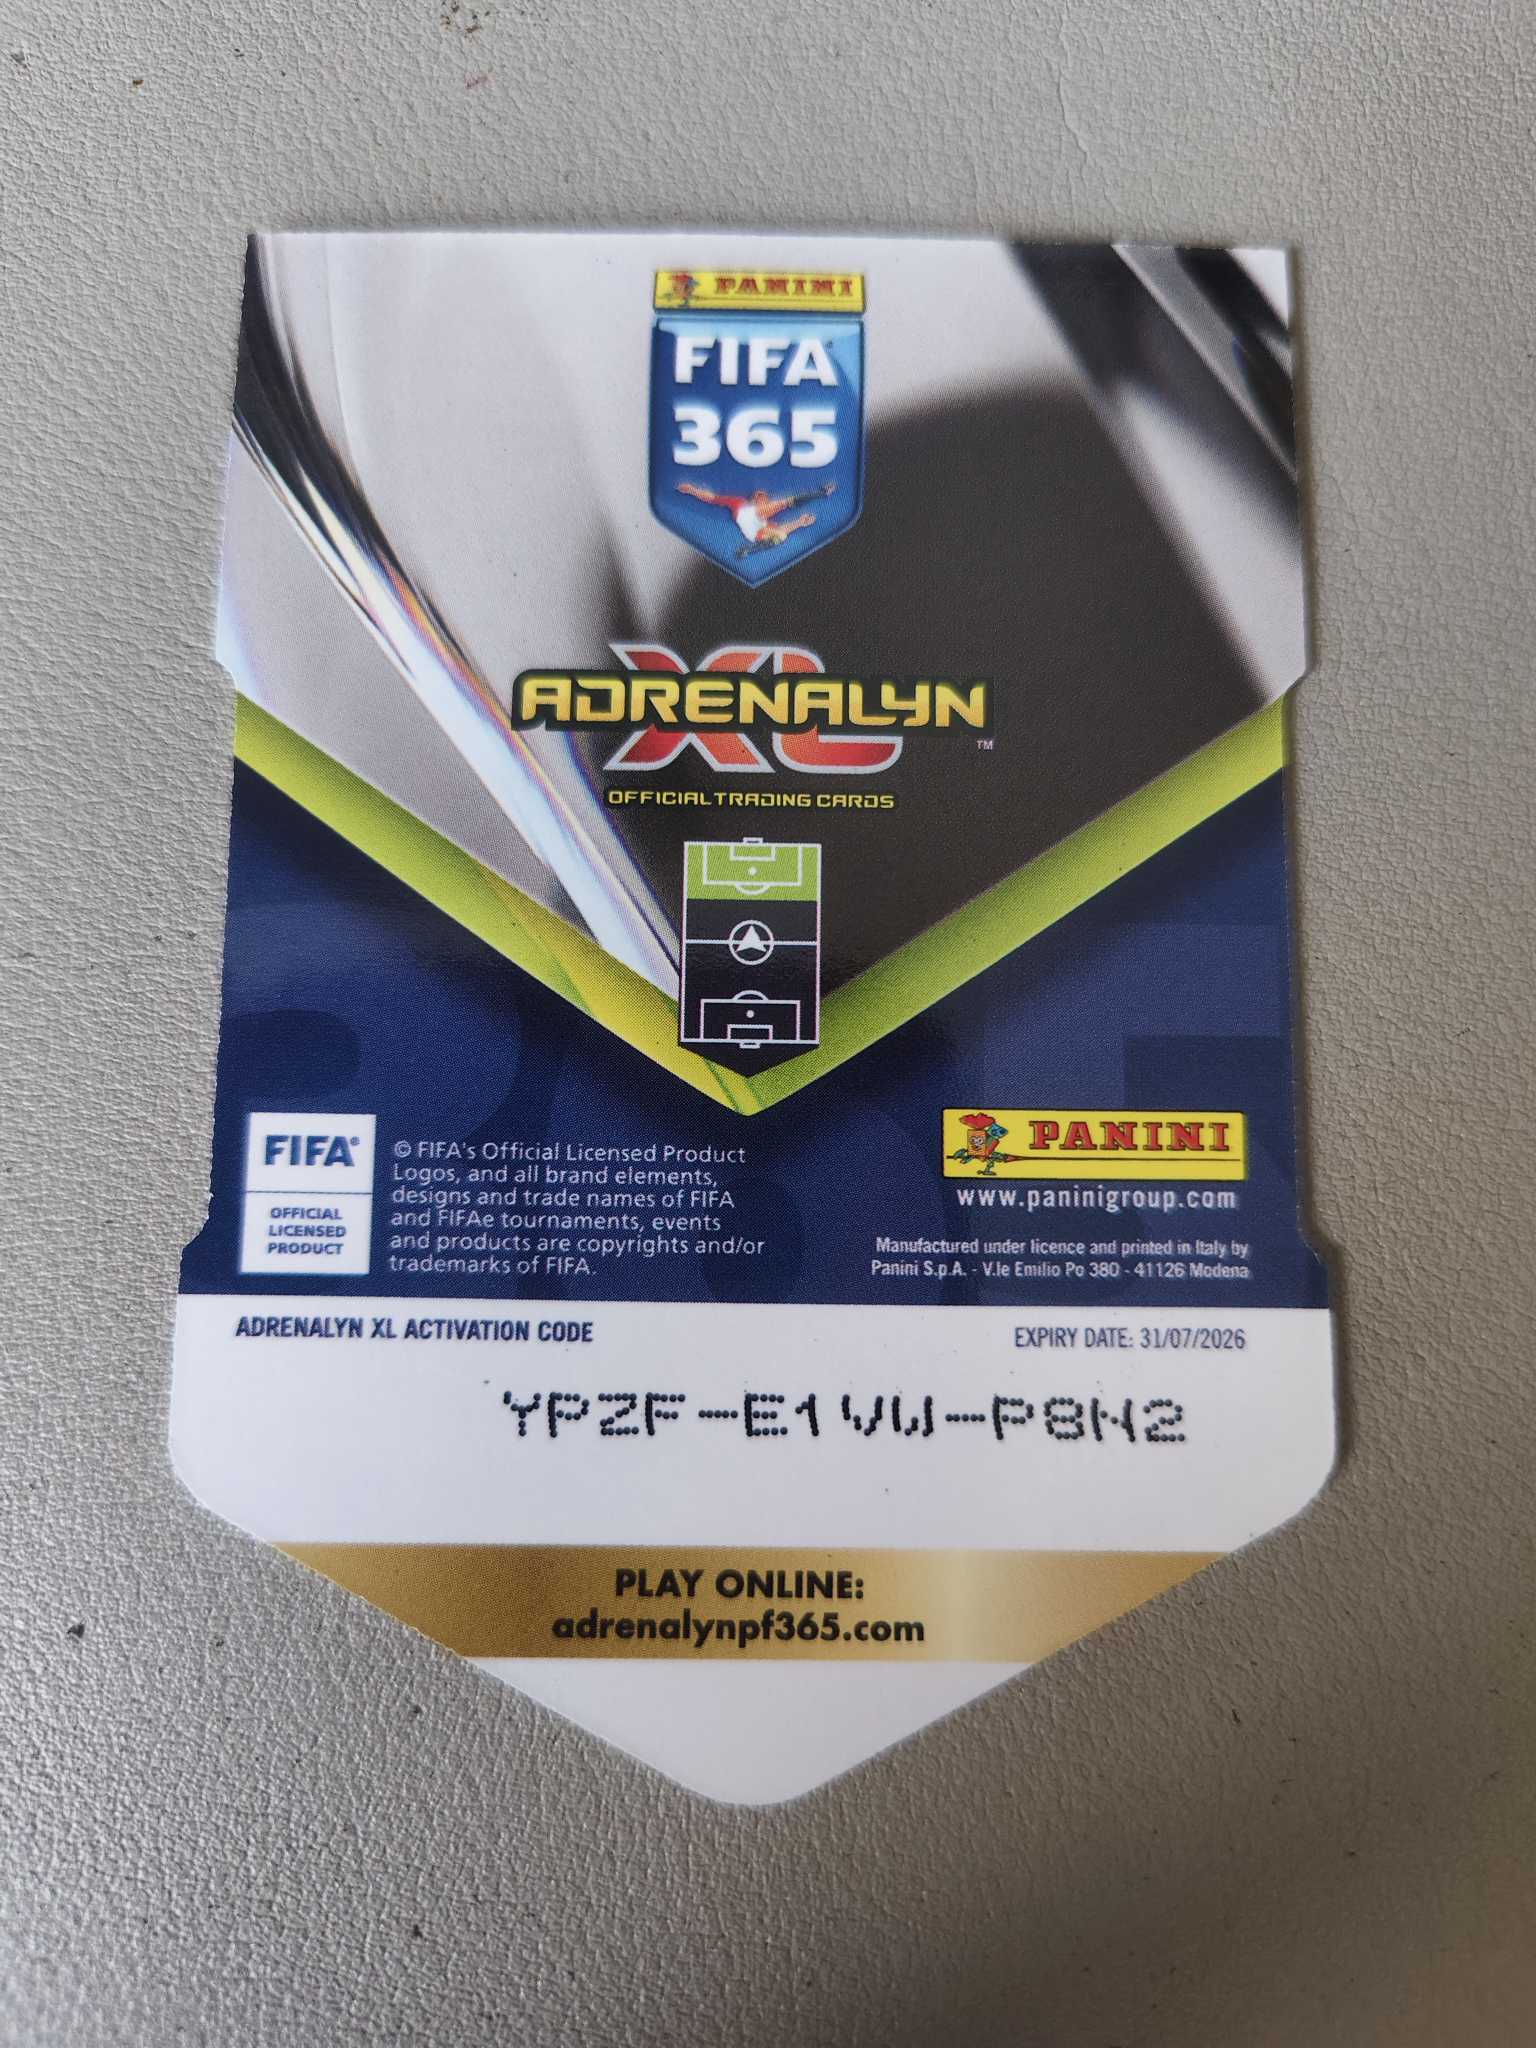 PANINI
FIFA
365
ADRENALYN
XL™
OFFICIAL TRADING CARDS
FIFA®
OFFICIAL
LICENSED
PRODUCT
© FIFA's Official Licensed Product
Logos, and all brand elements,
designs and trade names of FIFA
and FIFAe tournaments, events
and products are copyrights and/or
trademarks of FIFA.
PANINI
www.paninigroup.com
Manufactured under licence and printed in Italy by
Panini S.p.A. - V.le Emilio Po 380 - 41126 Modena
ADRENALYN XL ACTIVATION CODE
EXPIRY DATE: 31/07/2026
YPZF-E1VW-P8N2
PLAY ONLINE:
adrenalynpf365.com